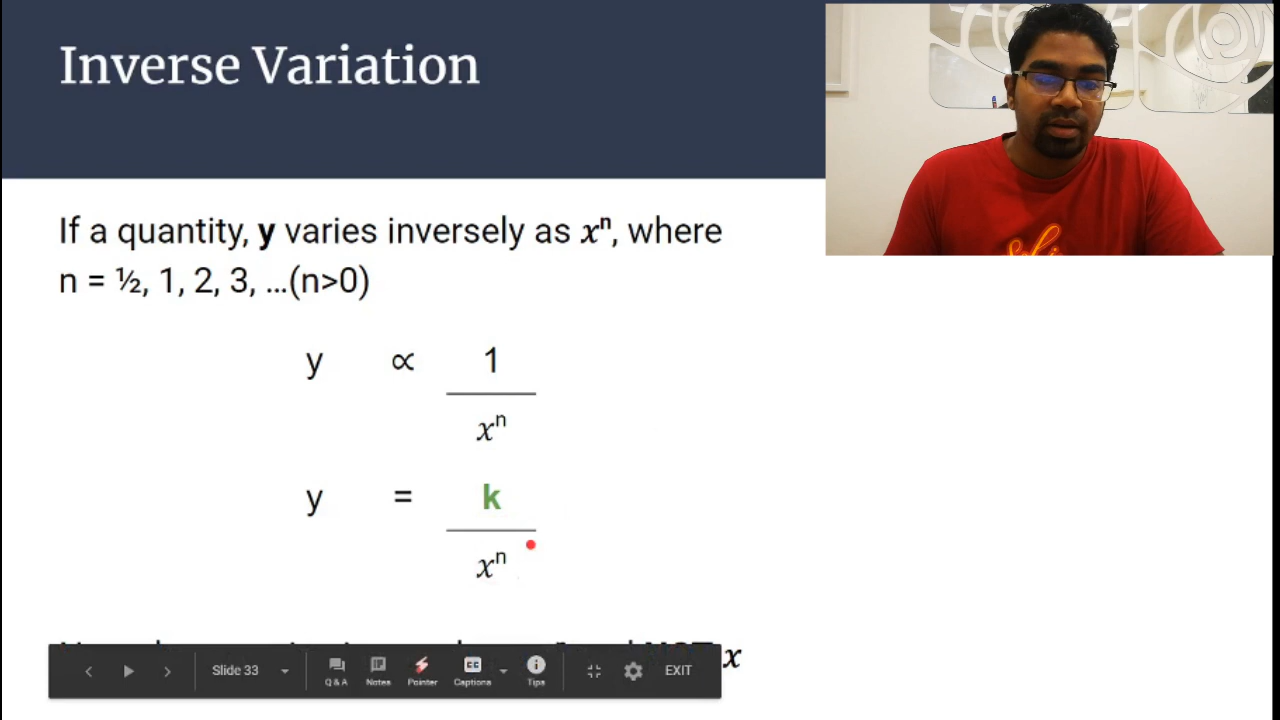 Inverse Variation
If a quantity, y varies inversely as xⁿ, where
n = ½, 1, 2, 3, ...(n>0)
y ∝ 1
xⁿ
y = k
xⁿ
x
Slide 33
Q & A
Notes
Pointer
CC
Captions
Tips
EXIT